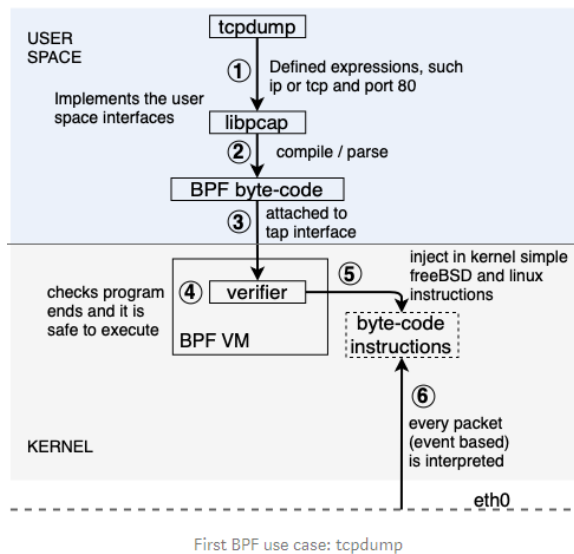 USER
SPACE
tcpdump
1
Defined expressions, such
ip or tcp and port 80
Implements the user
space interfaces
libpcap
2
compile / parse
BPF byte-code
3
attached to
tap interface
checks program
ends and it is
safe to execute
4
verifier
BPF VM
5
inject in kernel simple
freeBSD and linux
instructions
byte-code
instructions
6
every packet
(event based)
is interpreted
KERNEL
eth0
First BPF use case: tcpdump